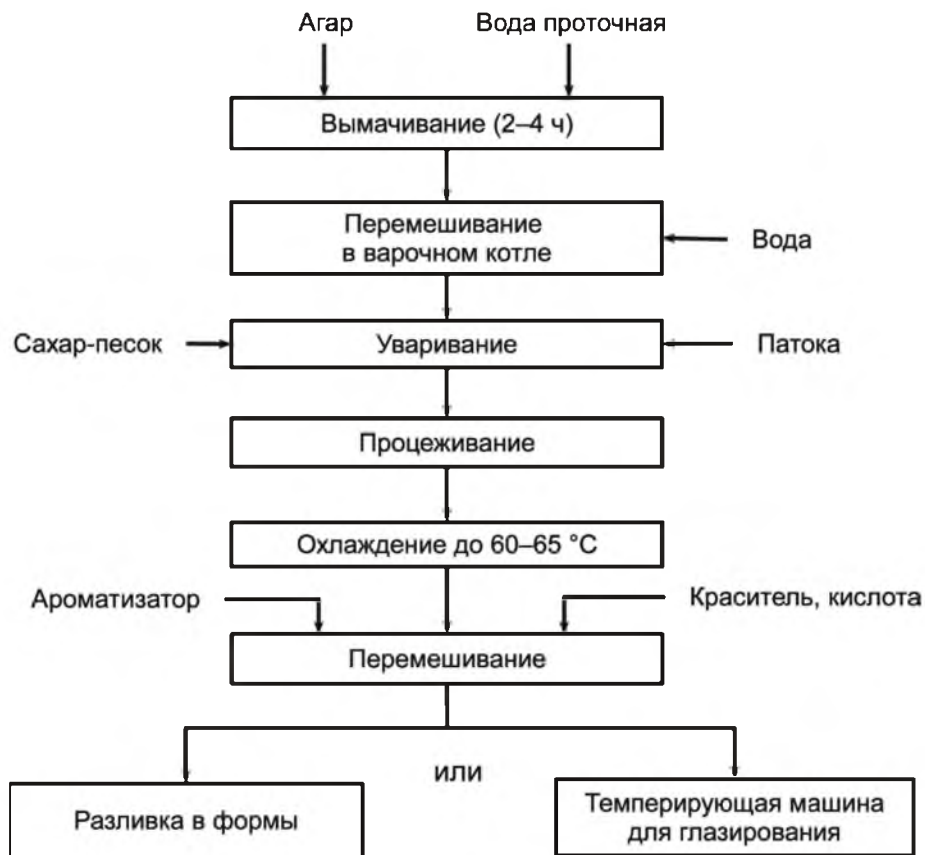 Агар
Вода проточная
Вымачивание (2–4 ч)
Перемешивание
в варочном котле
Вода
Сахар-песок
Уваривание
Патока
Процеживание
Охлаждение до 60–65 °C
Ароматизатор
Краситель, кислота
Перемешивание
или
Разливка в формы
Темперирующая машина
для глазирования